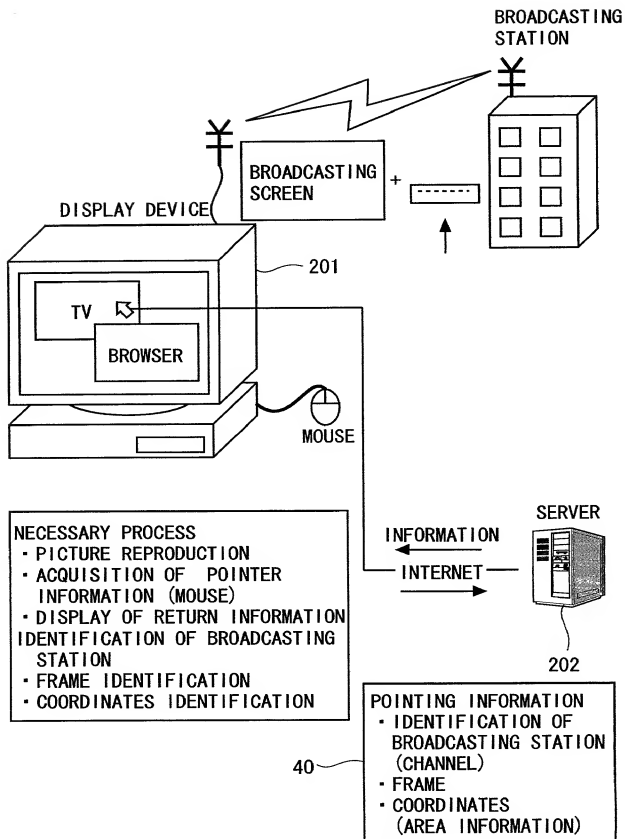 BROADCASTING
STATION
BROADCASTING
SCREEN
+
DISPLAY DEVICE
201
TV
BROWSER
MOUSE
NECESSARY PROCESS
・PICTURE REPRODUCTION
・ACQUISITION OF POINTER
INFORMATION (MOUSE)
・DISPLAY OF RETURN INFORMATION
IDENTIFICATION OF BROADCASTING
STATION
・FRAME IDENTIFICATION
・COORDINATES IDENTIFICATION
SERVER
INFORMATION
INTERNET
202
40
POINTING INFORMATION
・IDENTIFICATION OF
BROADCASTING STATION
(CHANNEL)
・FRAME
・COORDINATES
(AREA INFORMATION)